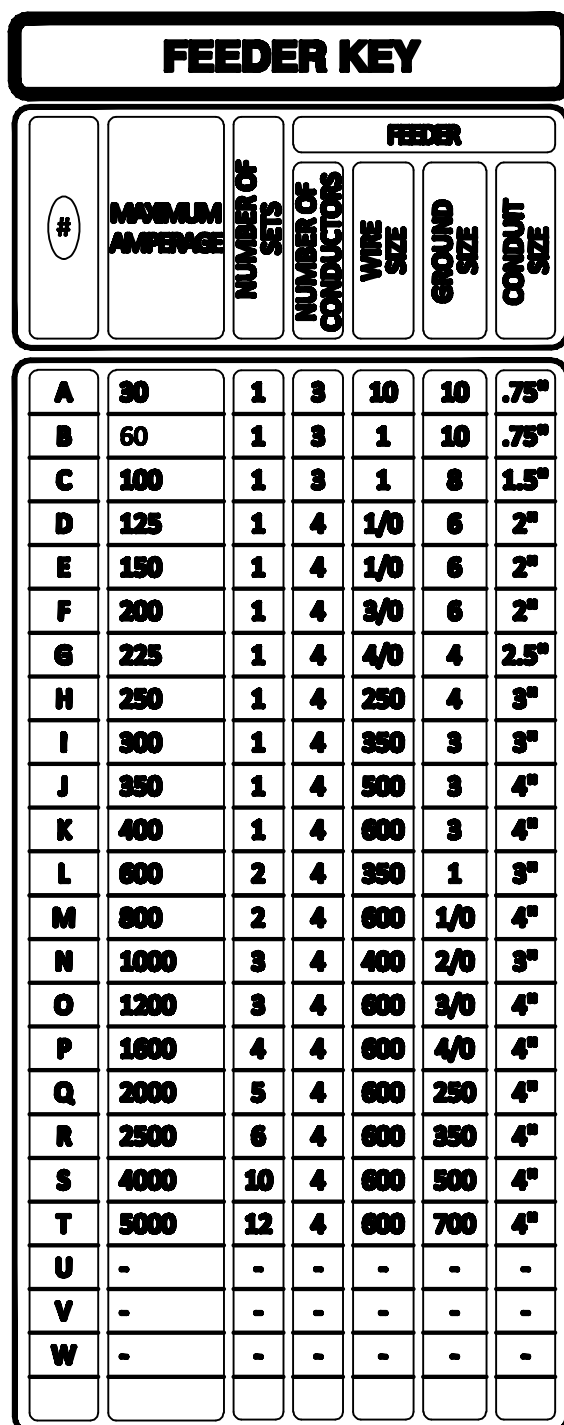 FEEDER KEY
#
MAXIMUM
AMPERAGE
NUMBER OF
SETS
FEEDER
NUMBER OF
CONDUCTORS
WIRE
SIZE
GROUND
SIZE
CONDUIT
SIZE
A 30 1 3 10 10 .75"
B 60 1 3 1 10 .75"
C 100 1 3 1 8 1.5"
D 125 1 4 1/0 6 2"
E 150 1 4 1/0 6 2"
F 200 1 4 3/0 6 2"
G 225 1 4 4/0 4 2.5"
H 250 1 4 250 4 3"
I 300 1 4 350 3 3"
J 350 1 4 500 3 4"
K 400 1 4 600 3 4"
L 600 2 4 350 1 3"
M 800 2 4 600 1/0 4"
N 1000 3 4 400 2/0 3"
O 1200 3 4 600 3/0 4"
P 1600 4 4 600 4/0 4"
Q 2000 5 4 600 250 4"
R 2500 6 4 600 350 4"
S 4000 10 4 600 500 4"
T 5000 12 4 600 700 4"
U - - - - - -
V - - - - - -
W - - - - - -